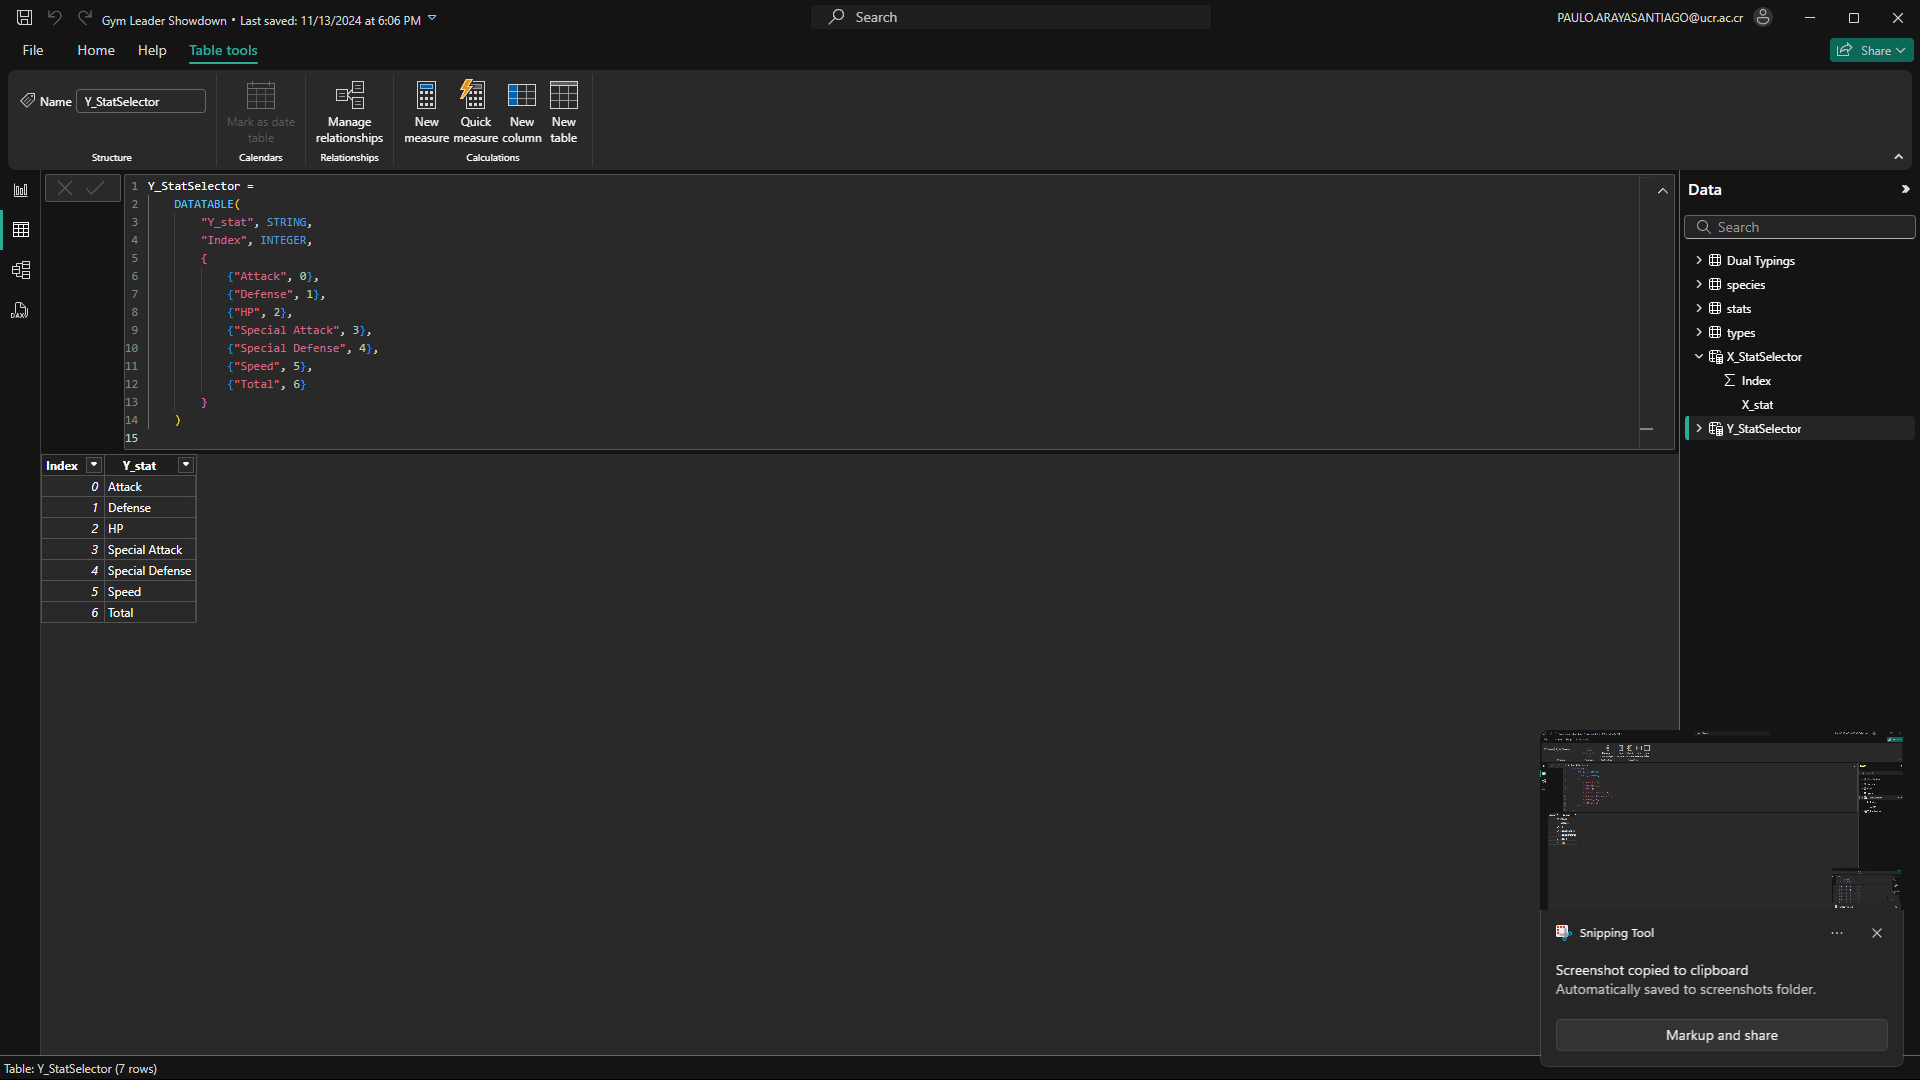 Gym Leader Showdown • Last saved: 11/13/2024 at 6:06 PM
Search
PAULO.ARAYASANTIAGO@ucr.ac.cr
File
Home
Help
Table tools
Share
Name
Y_StatSelector
Mark as date table
Manage relationships
New measure
Quick measure
New column
New table
Structure
Calendars
Relationships
Calculations
1 Y_StatSelector =
2 DATATABLE(
3 "Y_stat", STRING,
4 "Index", INTEGER,
5 {
6 {"Attack", 0},
7 {"Defense", 1},
8 {"HP", 2},
9 {"Special Attack", 3},
10 {"Special Defense", 4},
11 {"Speed", 5},
12 {"Total", 6}
13 }
14 )
15
Index Y_stat
0 Attack
1 Defense
2 HP
3 Special Attack
4 Special Defense
5 Speed
6 Total
DAX
Data
Search
Dual Typings
species
stats
types
X_StatSelector
Index
X_stat
Y_StatSelector
Snipping Tool
Screenshot copied to clipboard
Automatically saved to screenshots folder.
Markup and share
Table: Y_StatSelector (7 rows)